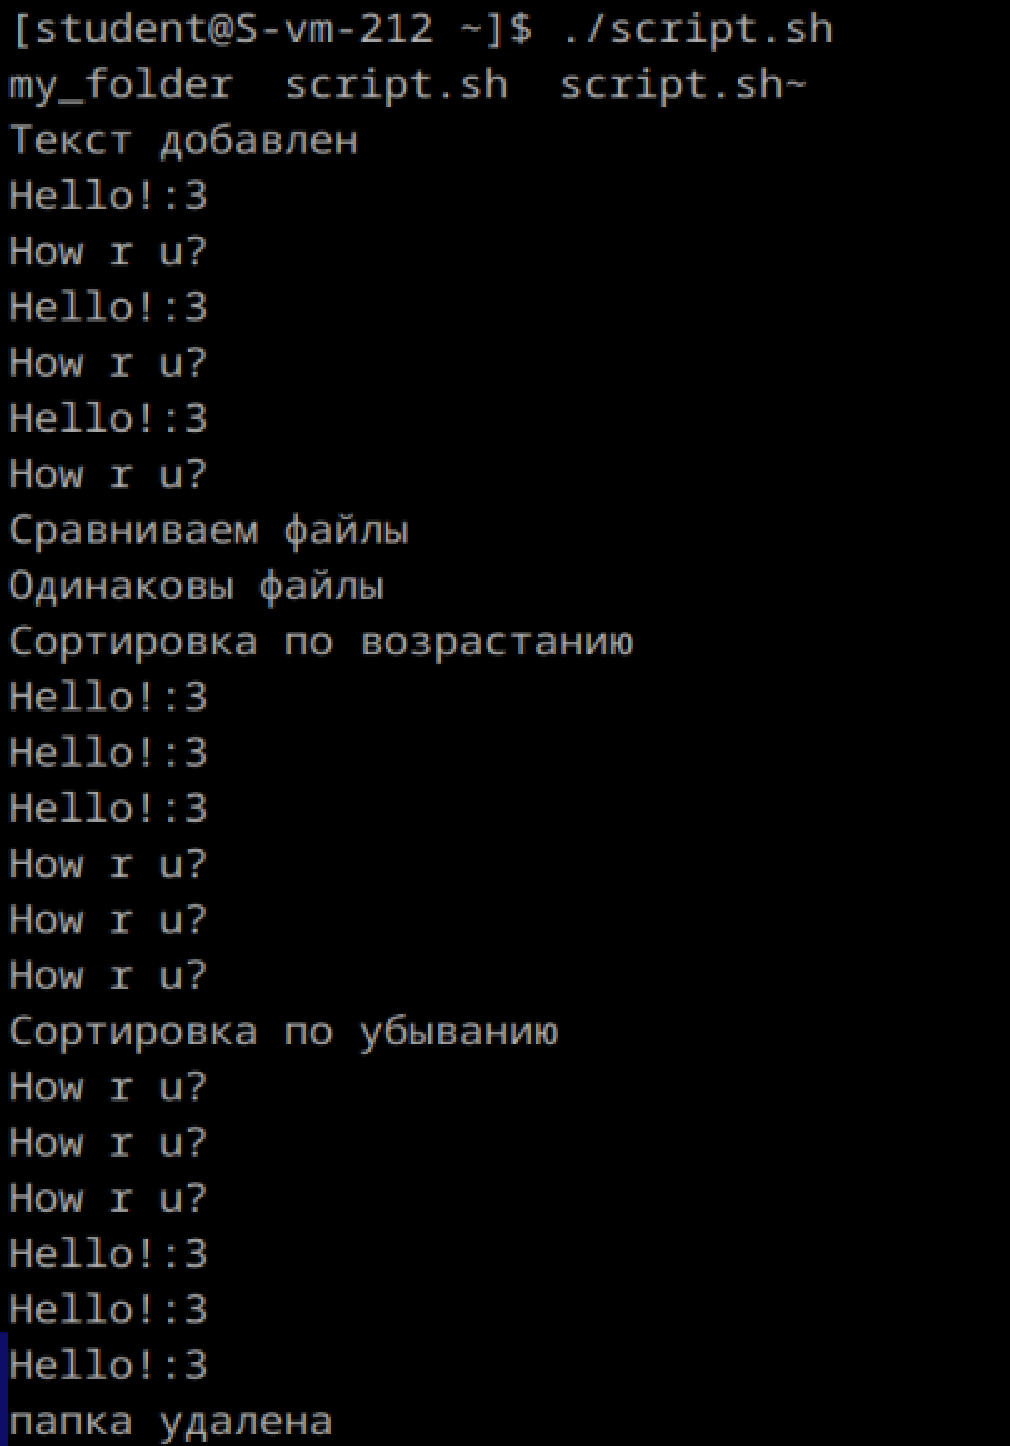 [student@S-vm-212 ~]$ ./script.sh
my_folder  script.sh  script.sh~
Текст добавлен
Hello!:3
How r u?
Hello!:3
How r u?
Hello!:3
How r u?
Сравниваем файлы
Одинаковы файлы
Сортировка по возрастанию
Hello!:3
Hello!:3
Hello!:3
How r u?
How r u?
How r u?
Сортировка по убыванию
How r u?
How r u?
How r u?
Hello!:3
Hello!:3
Hello!:3
папка удалена